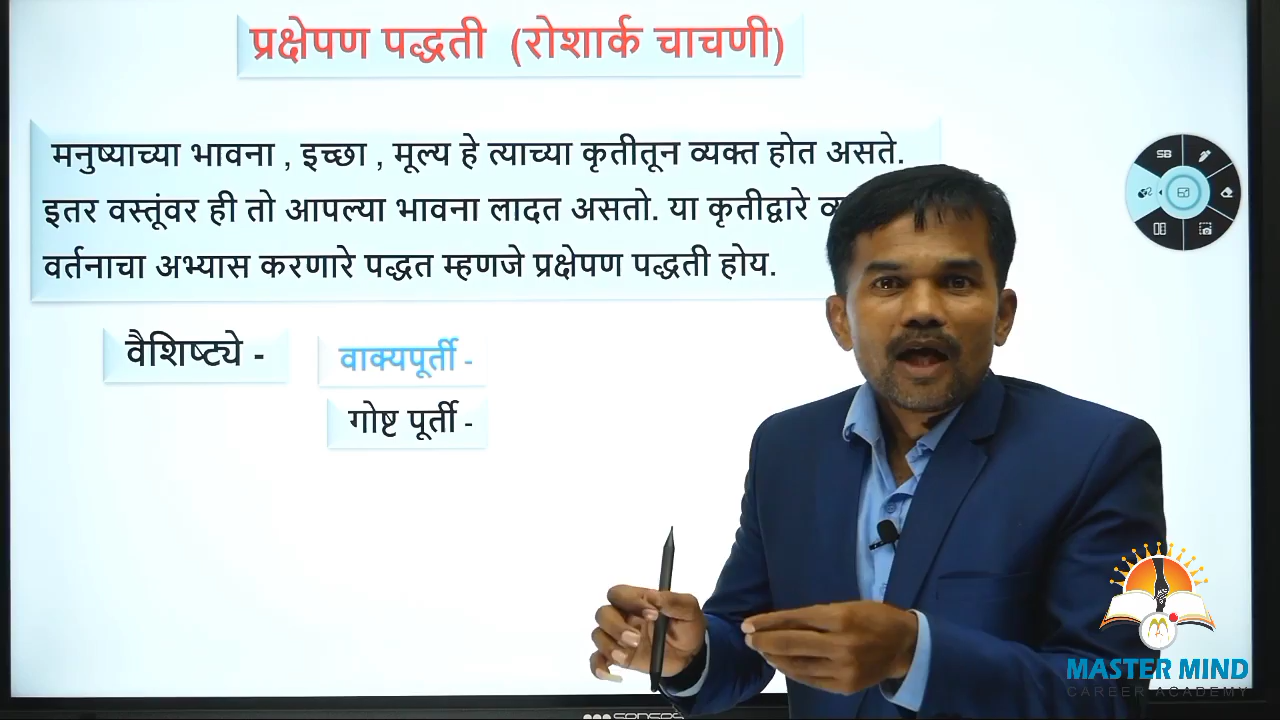 प्रक्षेपण पद्धती (रोशार्क चाचणी)
मनुष्याच्या भावना , इच्छा , मूल्य हे त्याच्या कृतीतून व्यक्त होत असते.
इतर वस्तूंवर ही तो आपल्या भावना लादत असतो. या कृतीद्वारे
वर्तनाचा अभ्यास करणारे पद्धत म्हणजे प्रक्षेपण पद्धती होय.
वैशिष्ट्ये - वाक्यपूर्ती -
गोष्ट पूर्ती -
SB
MASTER MIND
CAREER ACADEMY